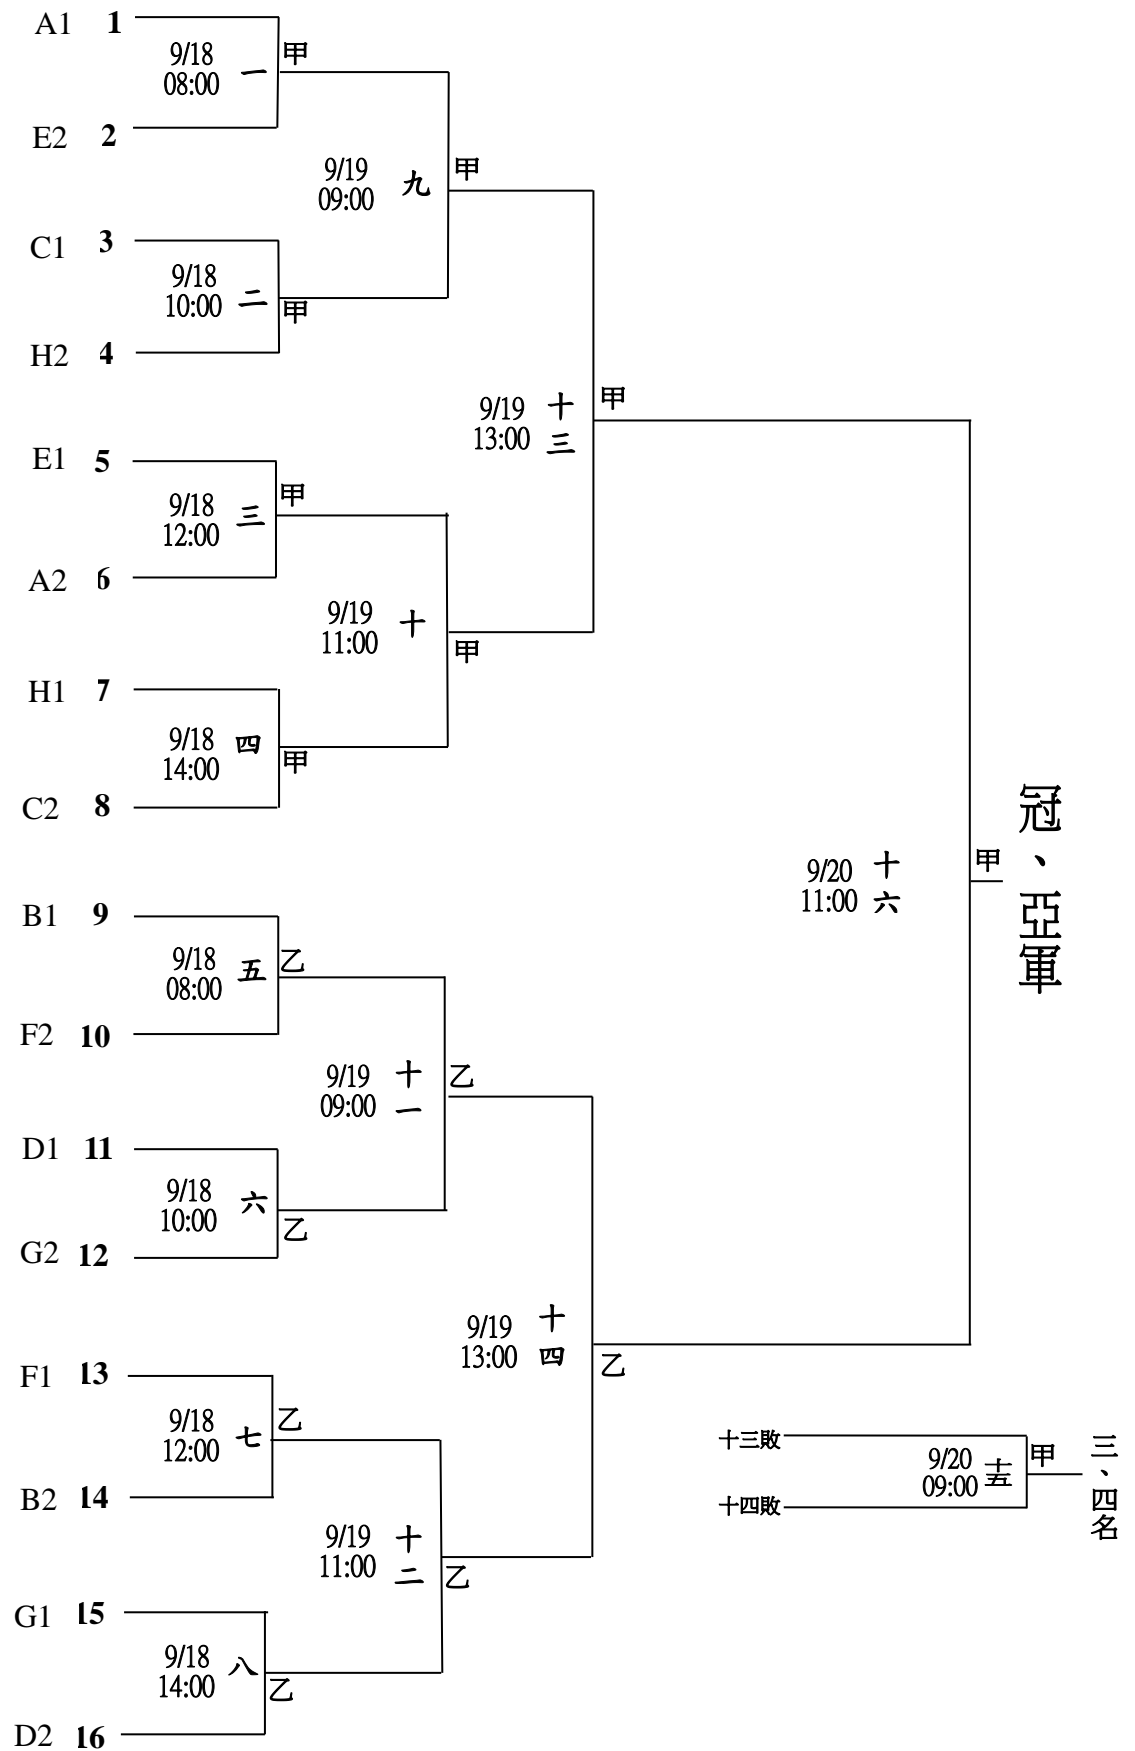 A1 1
9/18
08:00 一
甲
E2 2
9/19
09:00 九
甲
C1 3
9/18
10:00 二
甲
H2 4
9/19
13:00 十三
甲
E1 5
9/18
12:00 三
甲
A2 6
9/19
11:00 十
甲
H1 7
9/18
14:00 四
甲
C2 8
9/20
11:00 十六
甲
冠、亞軍
B1 9
9/18
08:00 五
乙
F2 10
9/19
09:00 十一
乙
D1 11
9/18
10:00 六
乙
G2 12
9/19
13:00 十四
乙
F1 13
9/18
12:00 七
乙
B2 14
9/19
11:00 十二
乙
G1 15
9/18
14:00 八
乙
D2 16
十三敗
9/20
09:00 十五
甲
十四敗
三、四名